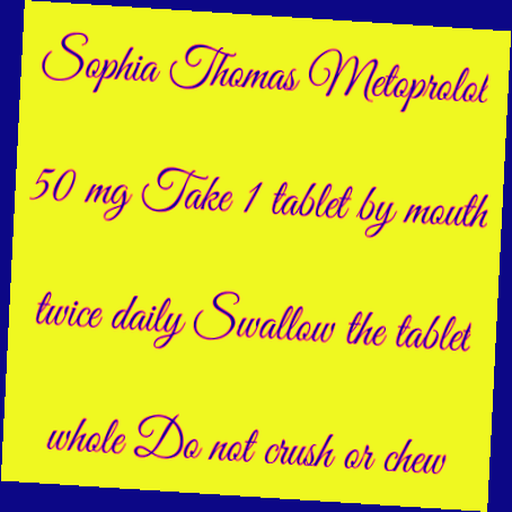 Sophia Thomas Metoprolol
50 mg Take 1 tablet by mouth
twice daily Swallow the tablet
whole Do not crush or chew